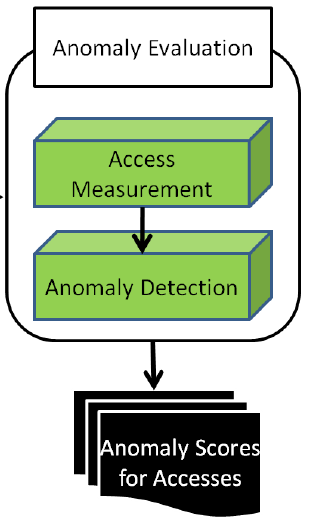 Anomaly Evaluation
Access
Measurement
Anomaly Detection
Anomaly Scores
for Accesses